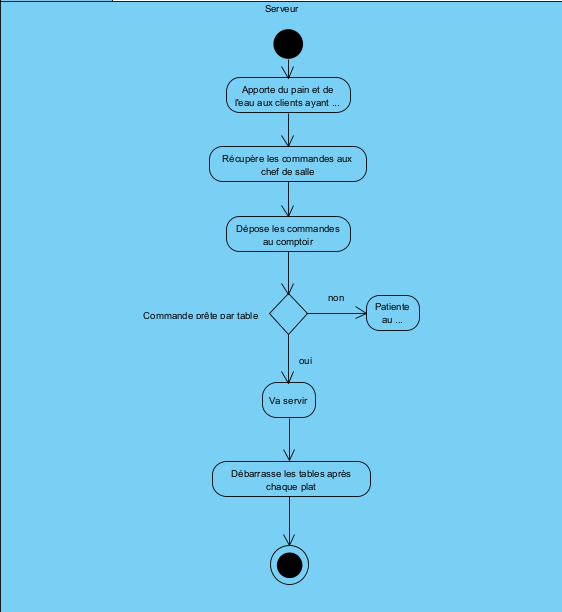 Serveur
Apporte du pain et de
l'eau aux clients ayant ...
Récupère les commandes aux
chef de salle
Dépose les commandes
au comptoir
non
Commande prête par table
Patiente
au ...
oui
Va servir
Débarrasse les tables après
chaque plat